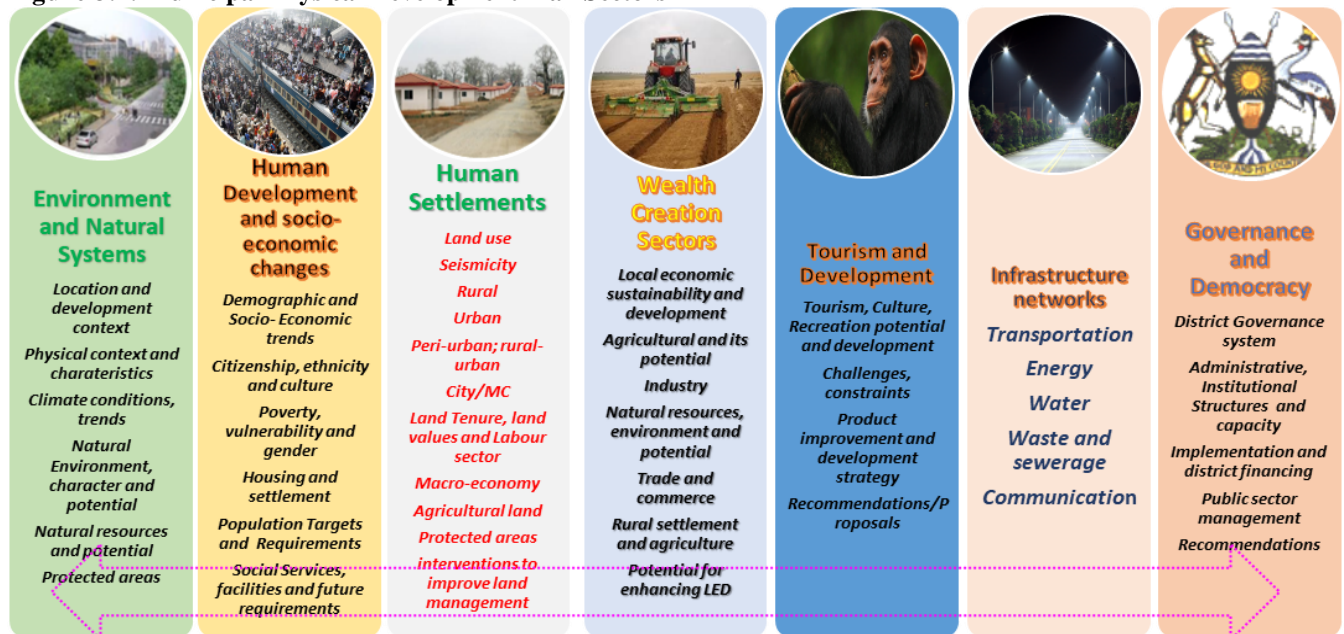 Environment
and Natural
Systems
Location and
development
context
Physical context and
charateristics
Climate conditions,
trends
Natural
Environment,
character and
potential
Natural resources
and potential
Protected areas
Human
Development
and socio-
economic
changes
Demographic and
Socio- Economic
trends
Citizenship, ethnicity
and culture
Poverty,
vulnerability and
gender
Housing and
settlement
Population Targets
and Requirements
Social Services,
facilities and future
requirements
Human
Settlements
Land use
Seismicity
Rural
Urban
Peri-urban; rural-
urban
City/MC
Land Tenure, land
values and Labour
sector
Macro-economy
Agricultural land
Protected areas
interventions to
improve land
management
Wealth
Creation
Sectors
Local economic
sustainability and
development
Agricultural and its
potential
Industry
Natural resources,
environment and
potential
Trade and
commerce
Rural settlement
and agriculture
Potential for
enhancing LED
Tourism and
Development
Tourism, Culture,
Recreation potential
and development
Challenges,
constraints
Product
improvement and
development
strategy
Recommendations/P
roposals
Infrastructure
networks
Transportation
Energy
Water
Waste and
sewerage
Communication
GOD AND MY COUNT
Governance
and
Democracy
District Governance
system
Administrative,
Institutional
Structures and
capacity
Implementation and
district financing
Public sector
management
Recommendations